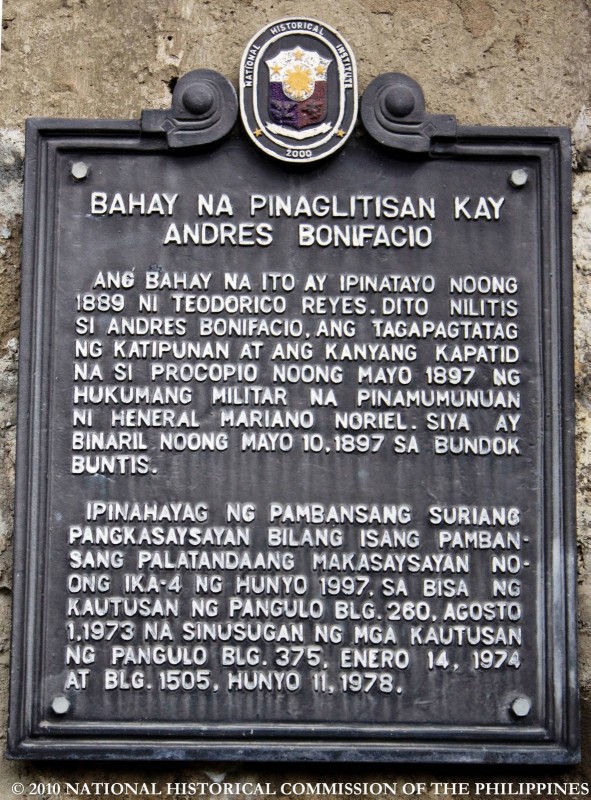 NATIONAL HISTORICAL INSTITUTE
2000
BAHAY NA PINAGLITISAN KAY
ANDRES BONIFACIO
ANG BAHAY NA ITO AY IPINATAYO NOONG
1889 NI TEODORICO REYES. DITO NILITIS
SI ANDRES BONIFACIO, ANG TAGAPAGTATAG
NG KATIPUNAN AT ANG KANYANG KAPATID
NA SI PROCOPIO NOONG MAYO 1897 NG
HUKUMANG MILITAR NA PINAMUMUNUAN
NI HENERAL MARIANO NORIEL. SIYA AY
BINARIL NOONG MAYO 10, 1897 SA BUNDOK
BUNTIS.
IPINAHAYAG NG PAMBANSANG SURIANG
PANGKASAYSAYAN BILANG ISANG PAMBAN-
SANG PALATANDAANG MAKASAYSAYAN NO-
ONG IKA-4 NG HUNYO 1997, SA BISA NG
KAUTUSAN NG PANGULO BLG. 260, AGOSTO
1, 1973 NA SINUSUGAN NG MGA KAUTUSAN
NG PANGULO BLG. 375, ENERO 14, 1974
AT BLG. 1505, HUNYO 11, 1978.
© 2010 NATIONAL HISTORICAL COMMISSION OF THE PHILIPPINES